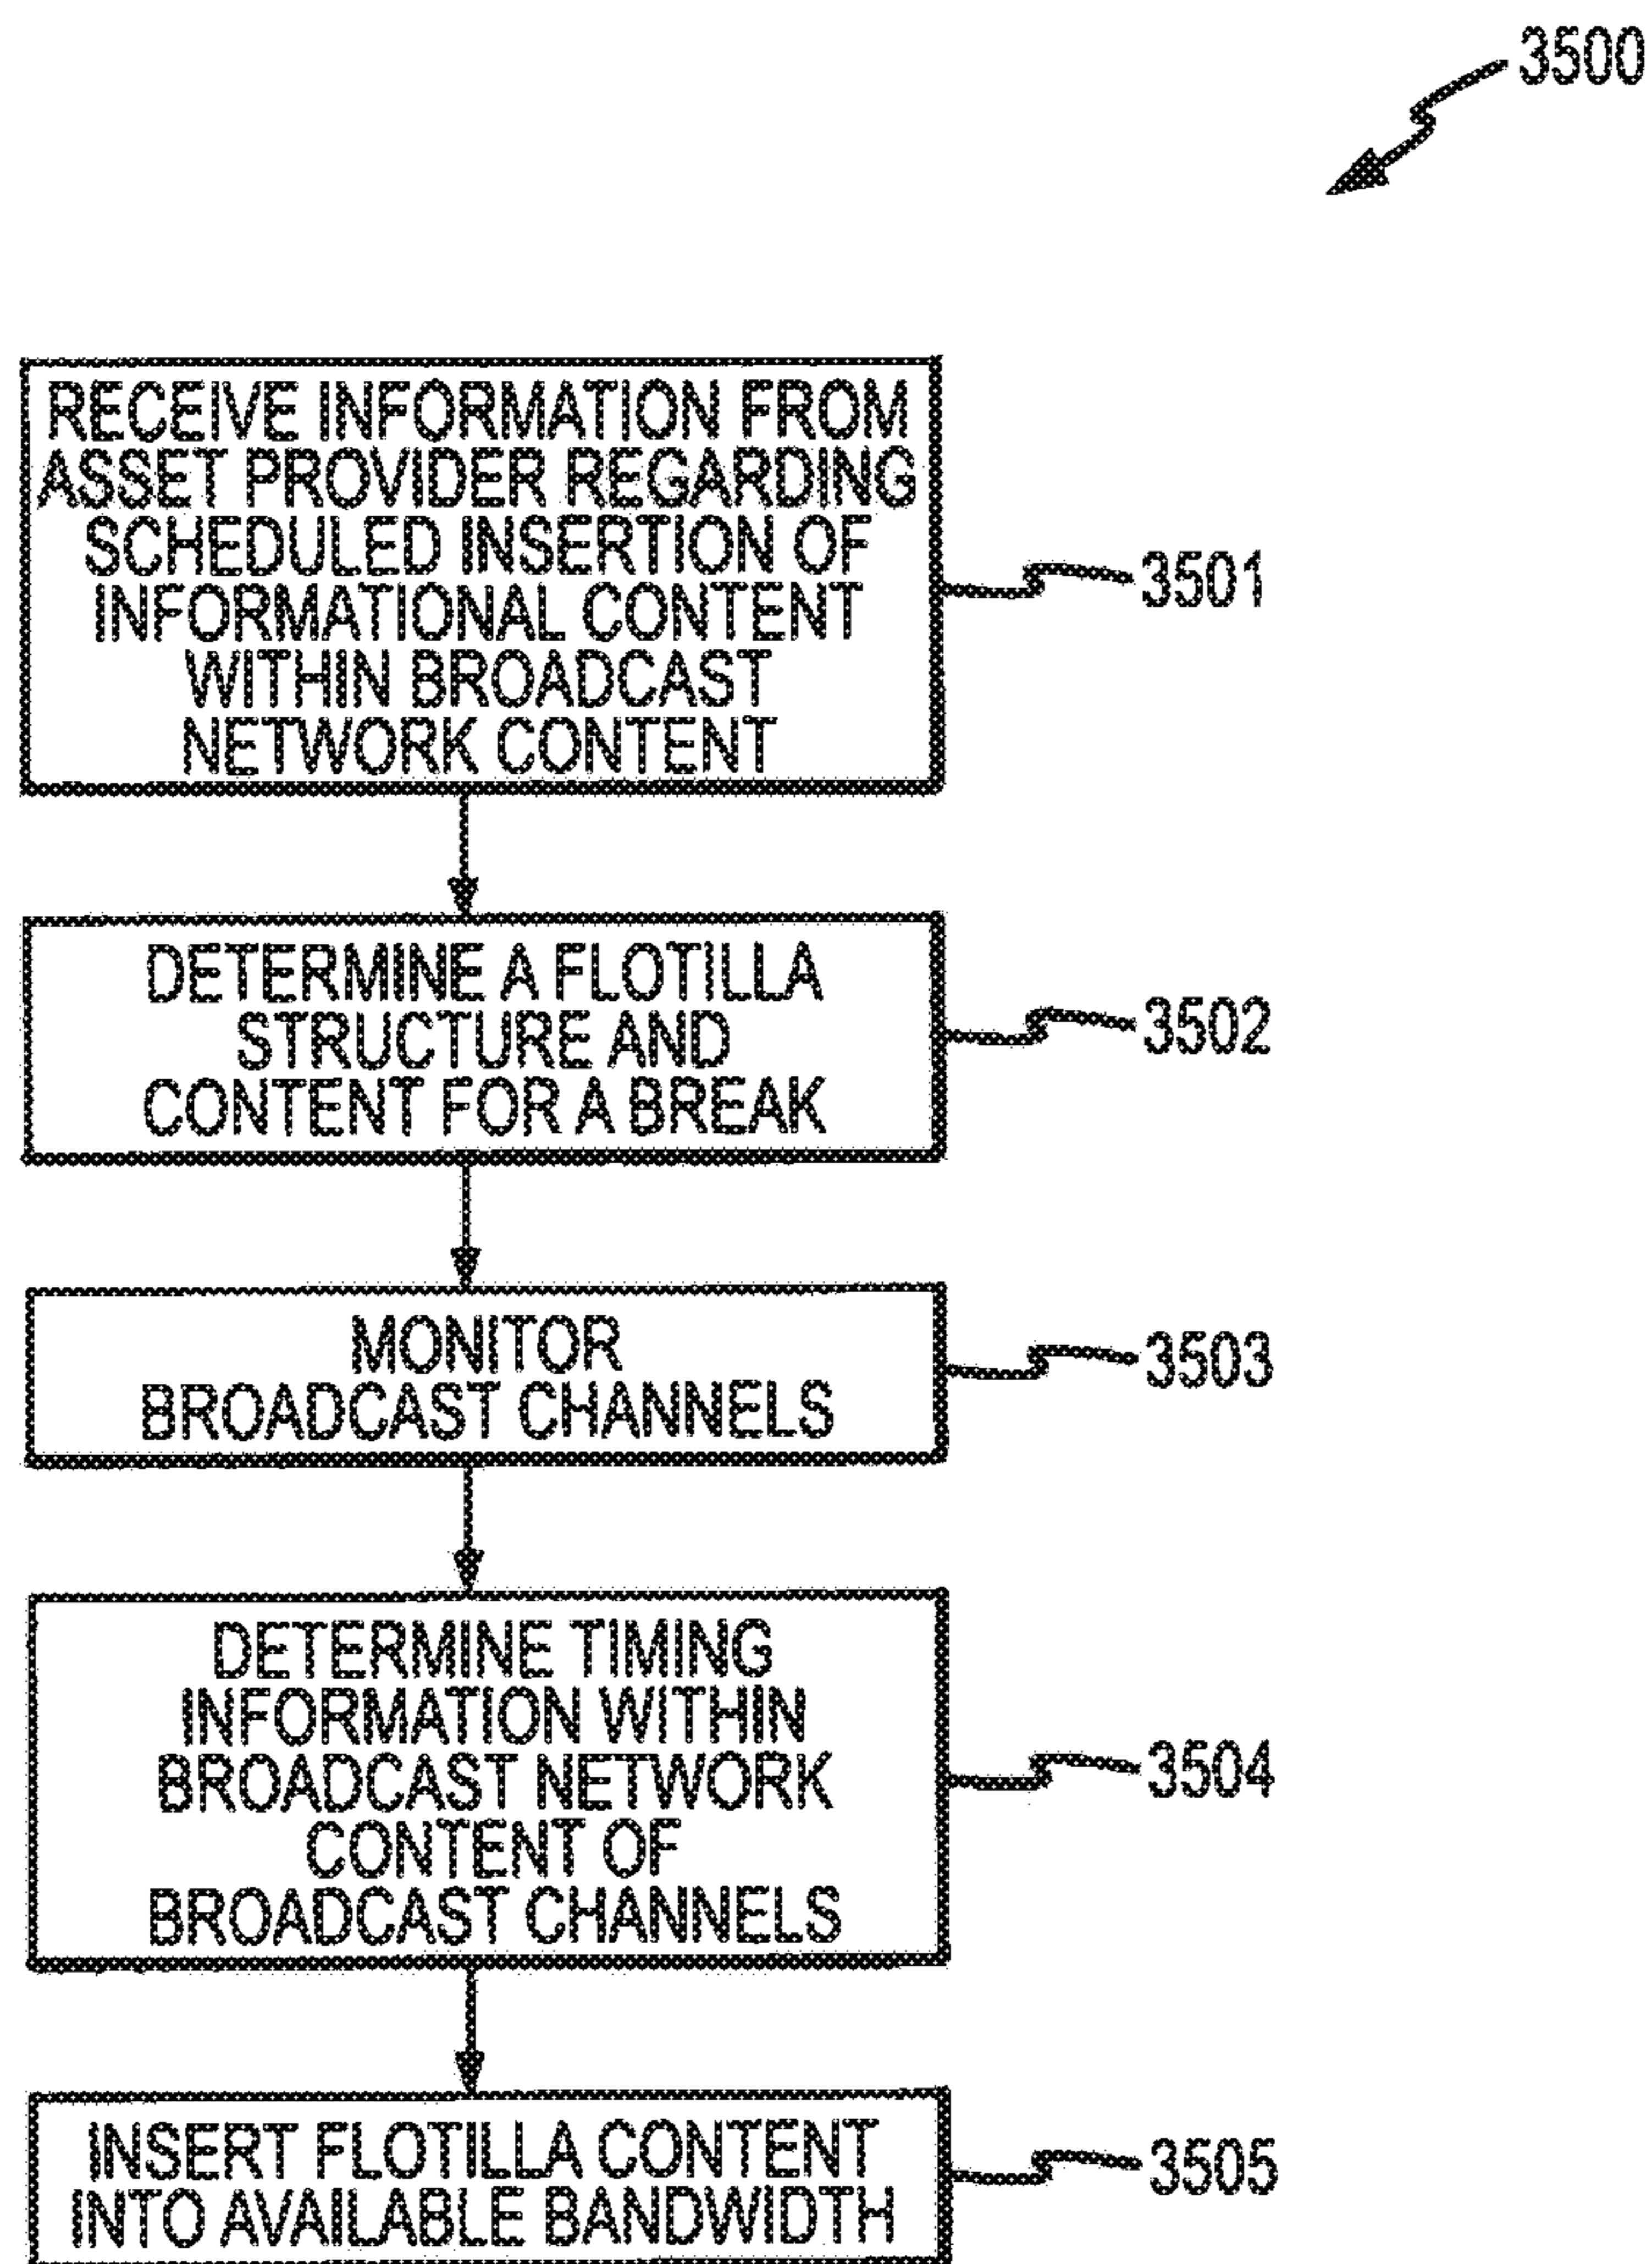 3500
RECEIVE INFORMATION FROM
ASSET PROVIDER REGARDING
SCHEDULED INSERTION OF
INFORMATIONAL CONTENT
WITHIN BROADCAST
NETWORK CONTENT
3501
DETERMINE A FLOTILLA
STRUCTURE AND
CONTENT FOR A BREAK
3502
MONITOR
BROADCAST CHANNELS
3503
DETERMINE TIMING
INFORMATION WITHIN
BROADCAST NETWORK
CONTENT OF
BROADCAST CHANNELS
3504
INSERT FLOTILLA CONTENT
INTO AVAILABLE BANDWIDTH
3505